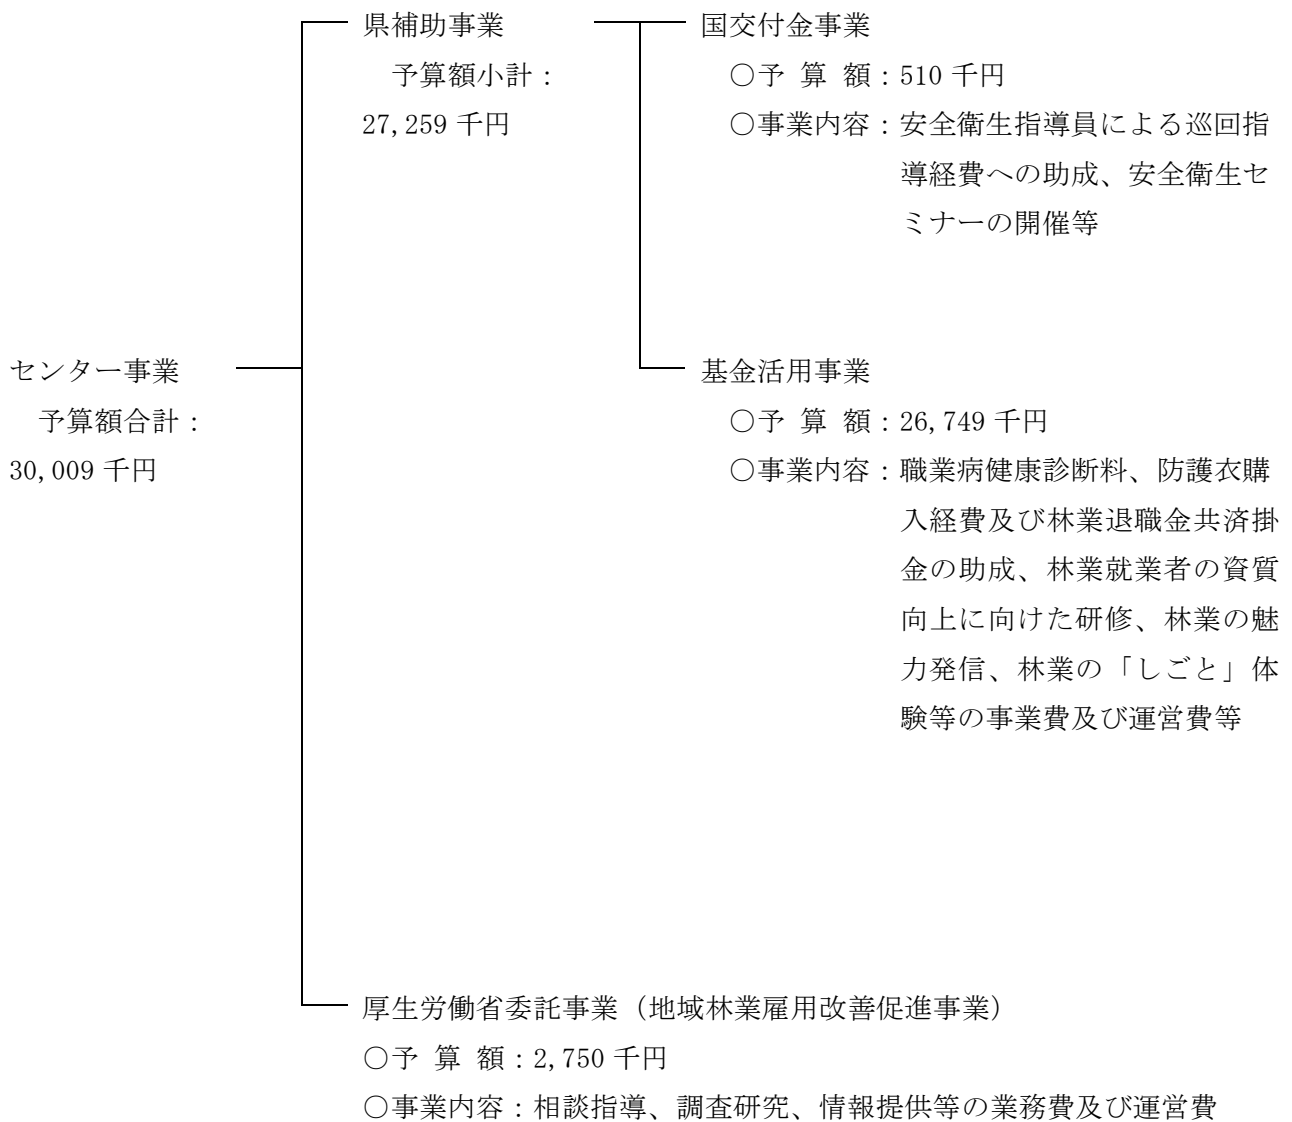 県補助事業
予算額小計：
27,259 千円
国交付金事業
○予 算 額：510 千円
○事業内容：安全衛生指導員による巡回指
導経費への助成、安全衛生セ
ミナーの開催等
センター事業
予算額合計：
30,009 千円
基金活用事業
○予 算 額：26,749 千円
○事業内容：職業病健康診断料、防護衣購
入経費及び林業退職金共済掛
金の助成、林業就業者の資質
向上に向けた研修、林業の魅
力発信、林業の「しごと」体
験等の事業費及び運営費等
厚生労働省委託事業（地域林業雇用改善促進事業）
○予 算 額：2,750 千円
○事業内容：相談指導、調査研究、情報提供等の業務費及び運営費